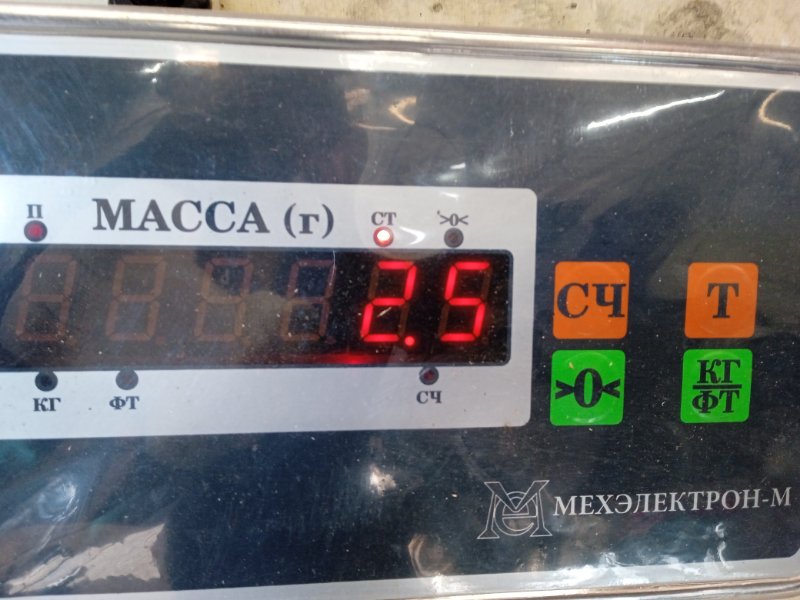 П МАССА (г) СТ >0<
2.5
КГ ФТ СЧ
СЧ Т
>0< КГ/ФТ
МЕХЭЛЕКТРОН-М